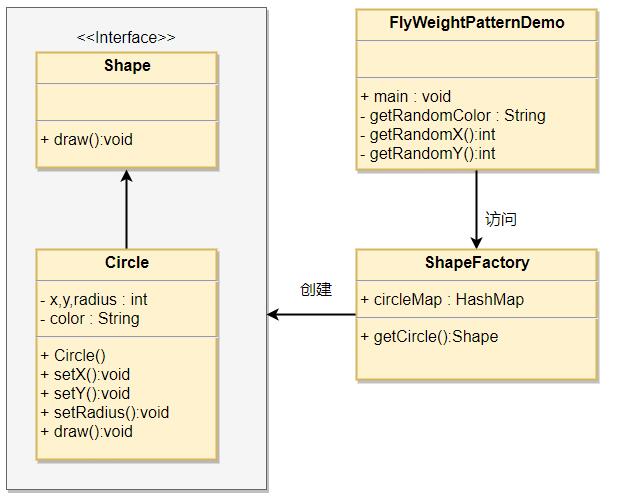 <<Interface>>
Shape
+ draw():void
Circle
- x,y,radius : int
- color : String
+ Circle()
+ setX():void
+ setY():void
+ setRadius():void
+ draw():void
FlyWeightPatternDemo
+ main : void
- getRandomColor : String
- getRandomX():int
- getRandomY():int
访问
ShapeFactory
+ circleMap : HashMap
+ getCircle():Shape
创建